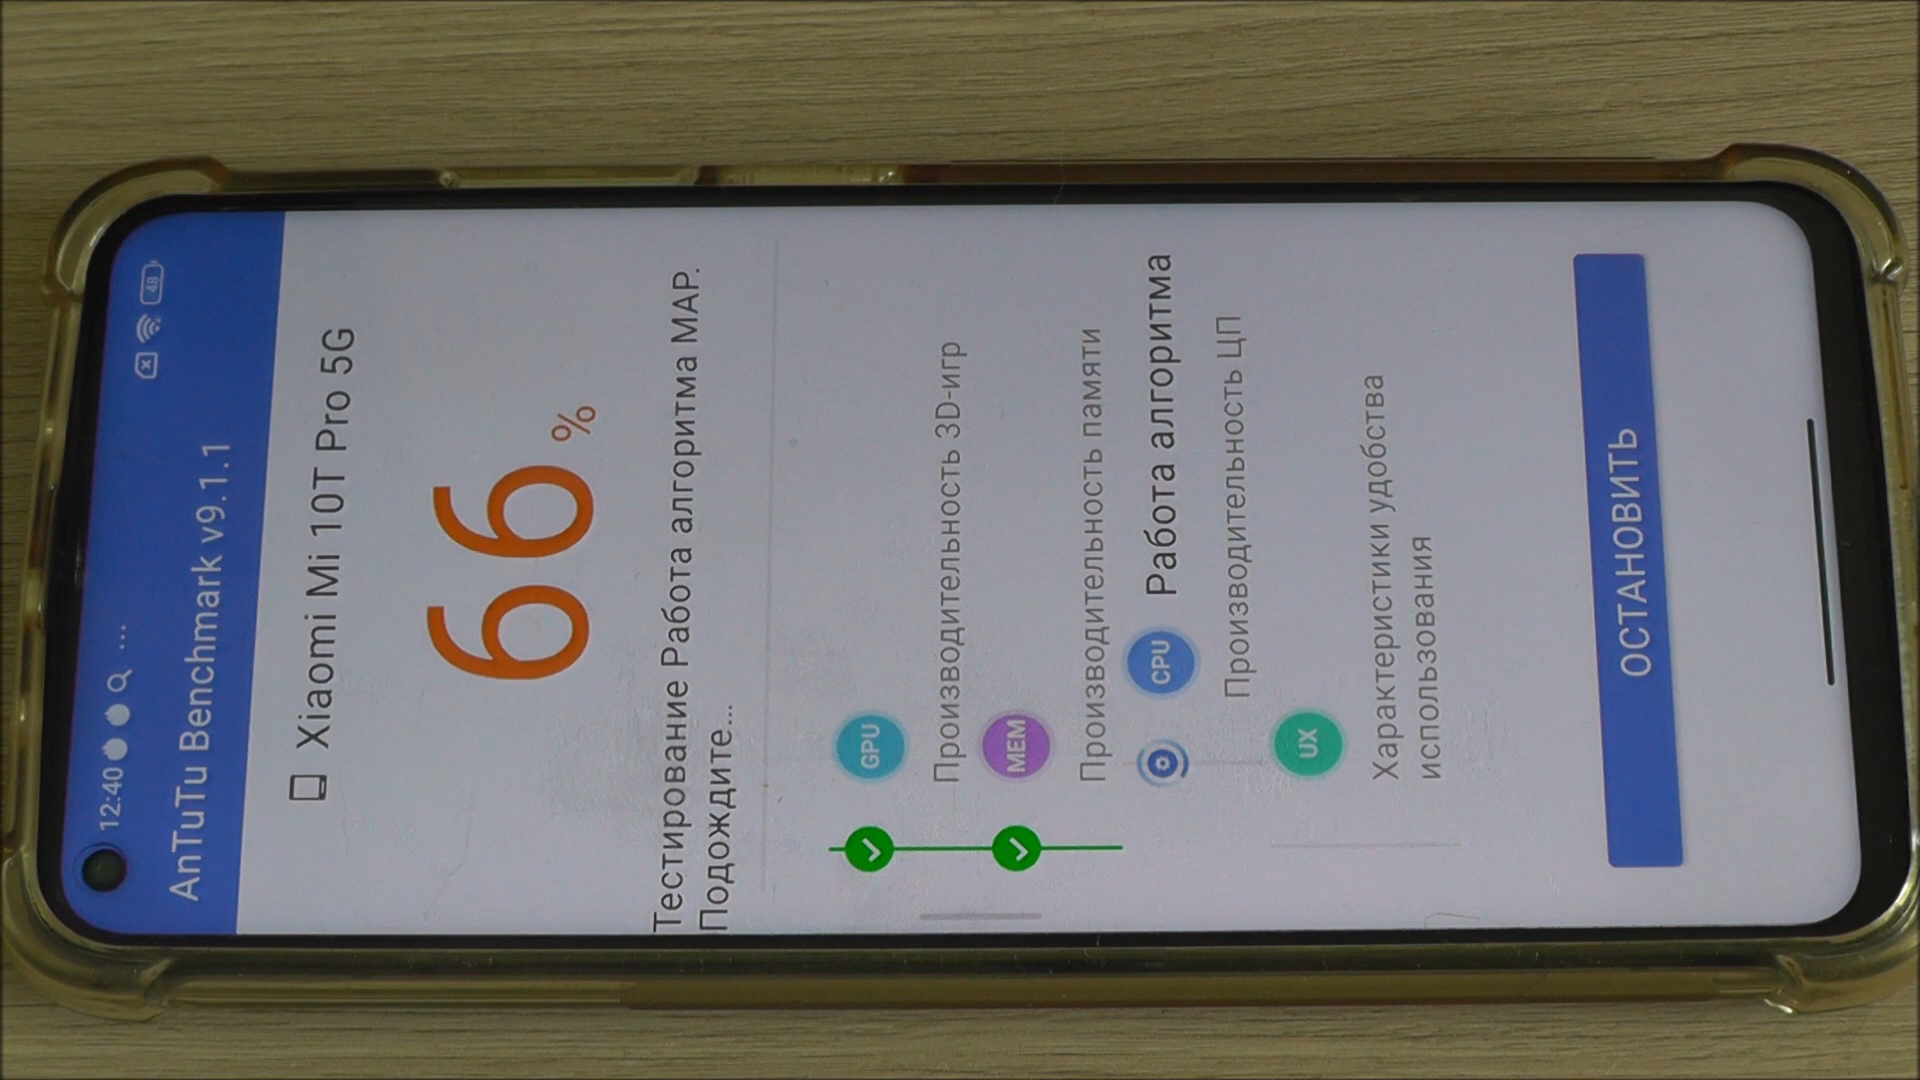 12:40
48
AnTuTu Benchmark v9.1.1
Xiaomi Mi 10T Pro 5G
66 %
Тестирование Работа алгоритма MAP.
Подождите...
GPU
Производительность 3D-игр
MEM
Производительность памяти
CPU Работа алгоритма
Производительность ЦП
UX
Характеристики удобства
использования
ОСТАНОВИТЬ